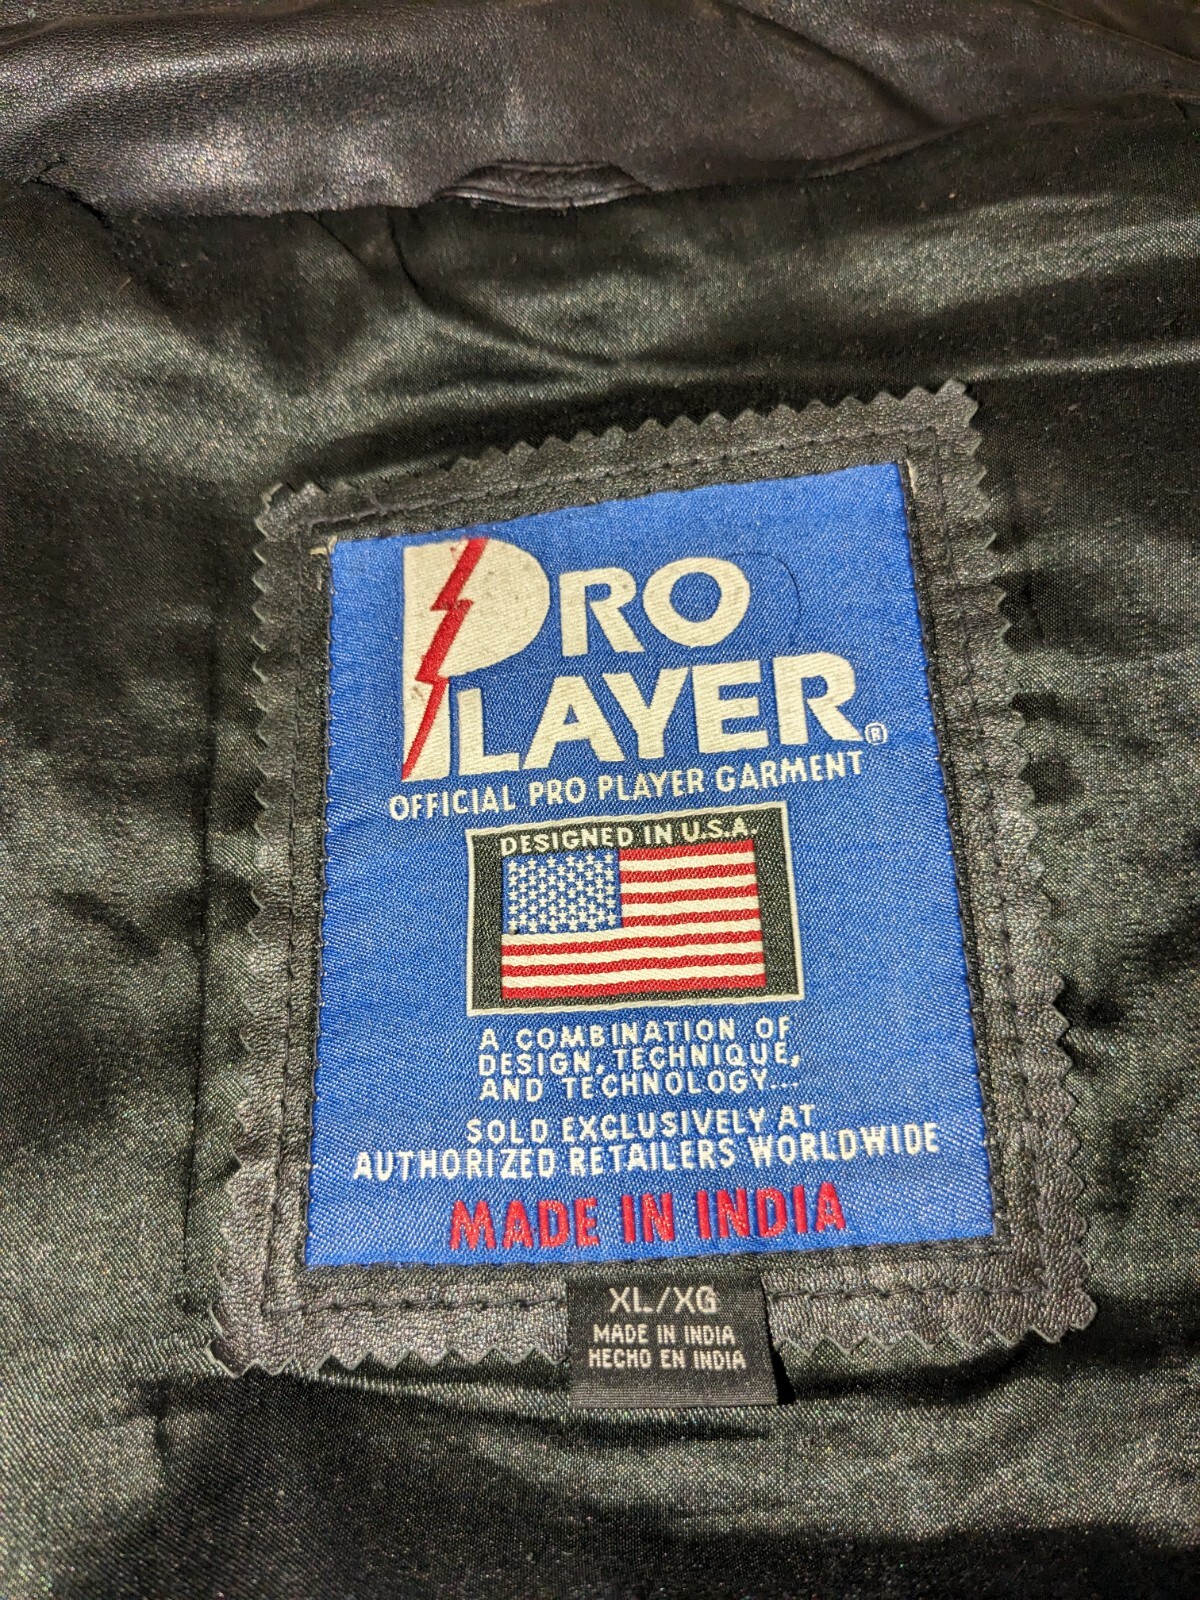 PRO
PLAYER®
OFFICIAL PRO PLAYER GARMENT
DESIGNED IN U.S.A.
A COMBINATION OF
DESIGN, TECHNIQUE,
AND TECHNOLOGY...
SOLD EXCLUSIVELY AT
AUTHORIZED RETAILERS WORLDWIDE
MADE IN INDIA
XL/XG
MADE IN INDIA
HECHO EN INDIA